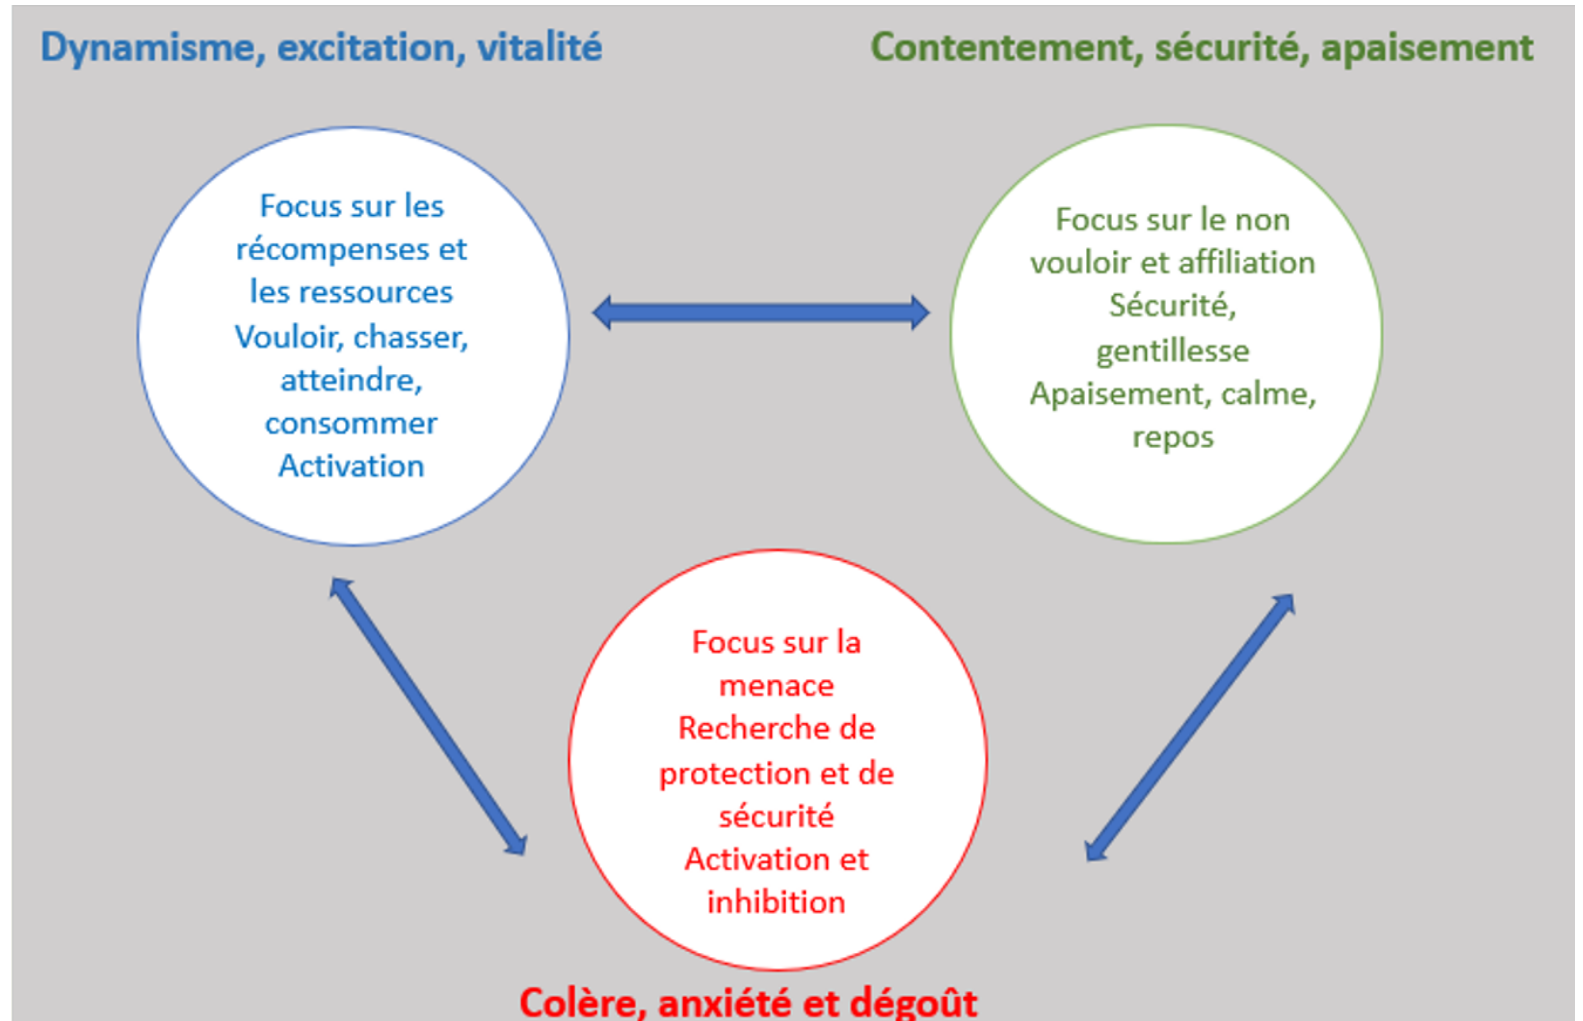 Dynamisme, excitation, vitalité
Contentement, sécurité, apaisement
Focus sur les
récompenses et
les ressources
Vouloir, chasser,
atteindre,
consommer
Activation
Focus sur le non
vouloir et affiliation
Sécurité,
gentillesse
Apaisement, calme,
repos
Focus sur la
menace
Recherche de
protection et de
sécurité
Activation et
inhibition
Colère, anxiété et dégoût